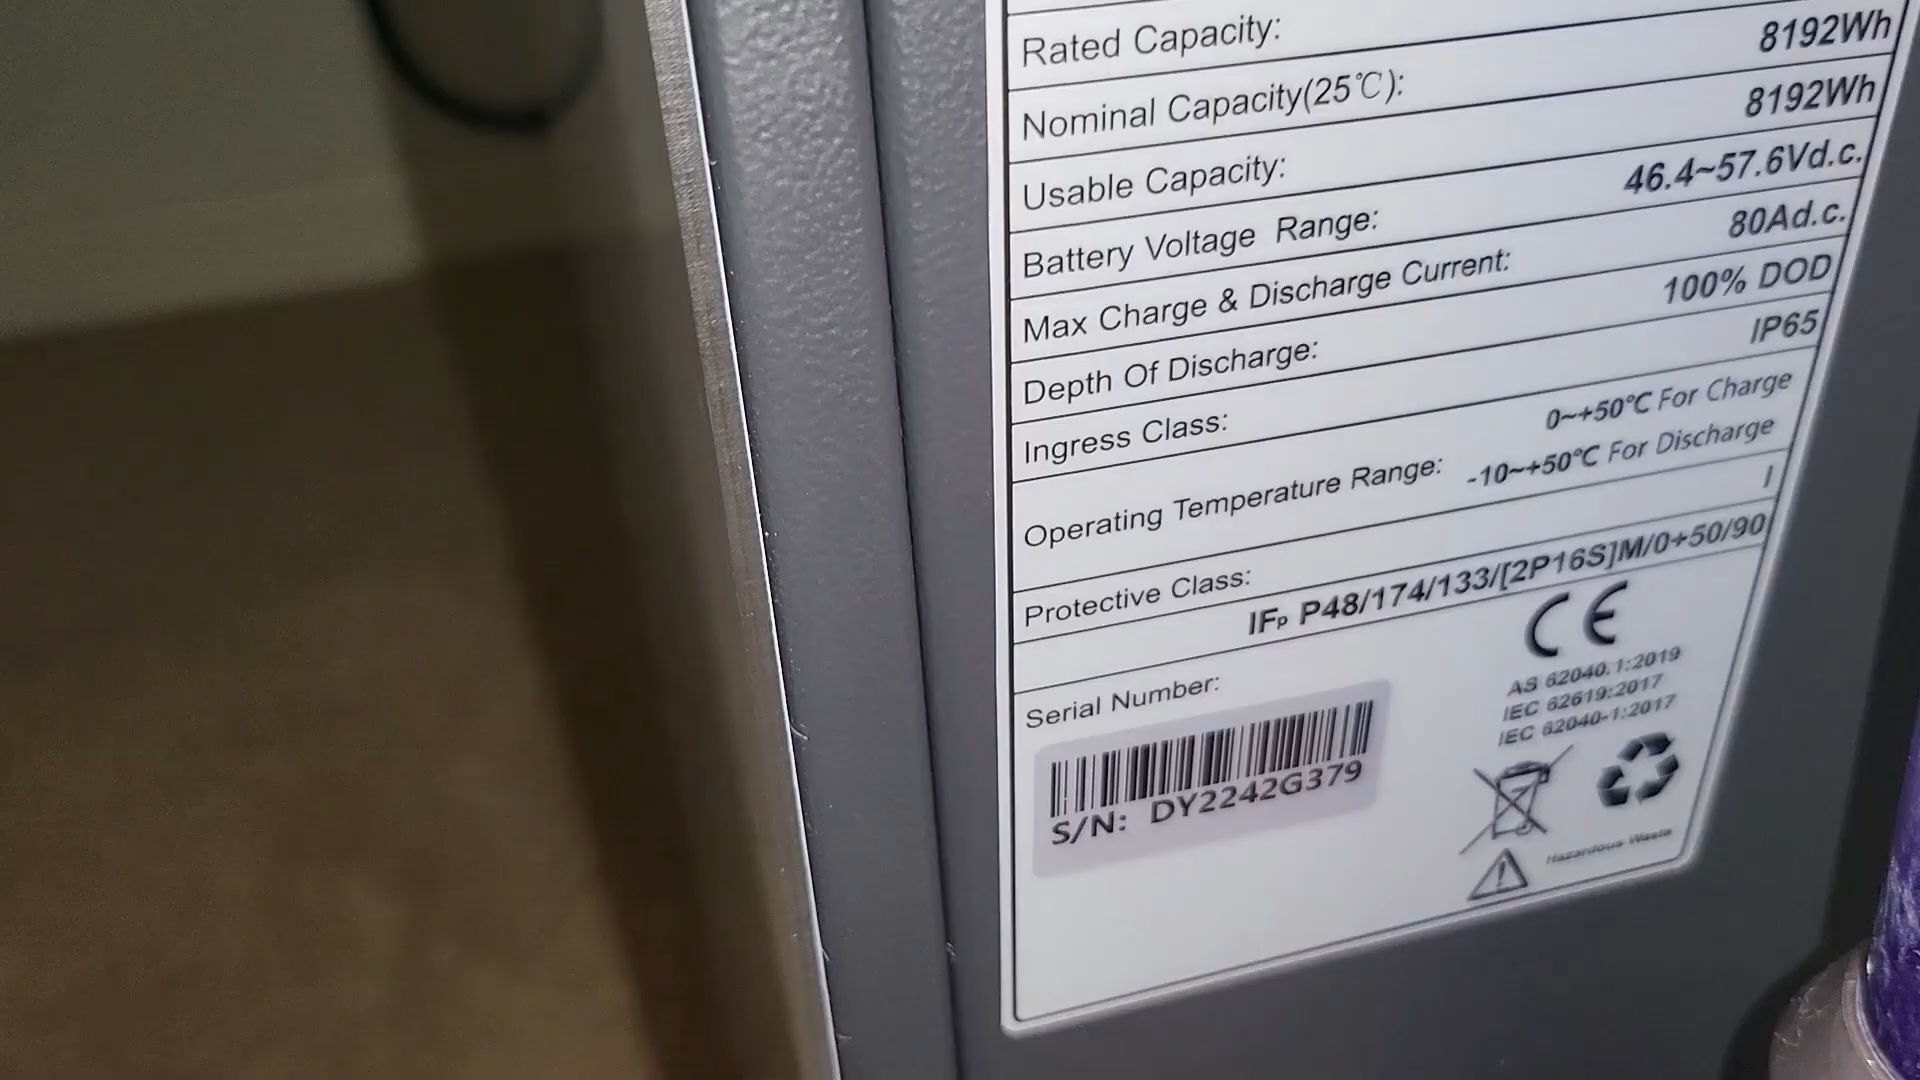 Rated Capacity:
Nominal Capacity(25℃): 8192Wh
Usable Capacity: 8192Wh
Battery Voltage Range: 46.4~57.6Vd.c.
Max Charge & Discharge Current: 80Ad.c.
Depth Of Discharge: 100% DOD
Ingress Class: IP65
0~+50℃ For Charge
Operating Temperature Range: -10~+50℃ For Discharge
Protective Class: I
IFp P48/174/133/[2P16S]M/0+50/90
Serial Number:
S/N: DY2242G379
CE
AS 62040.1:2019
IEC 62619:2017
IEC 62040-1:2017
Hazardous Waste